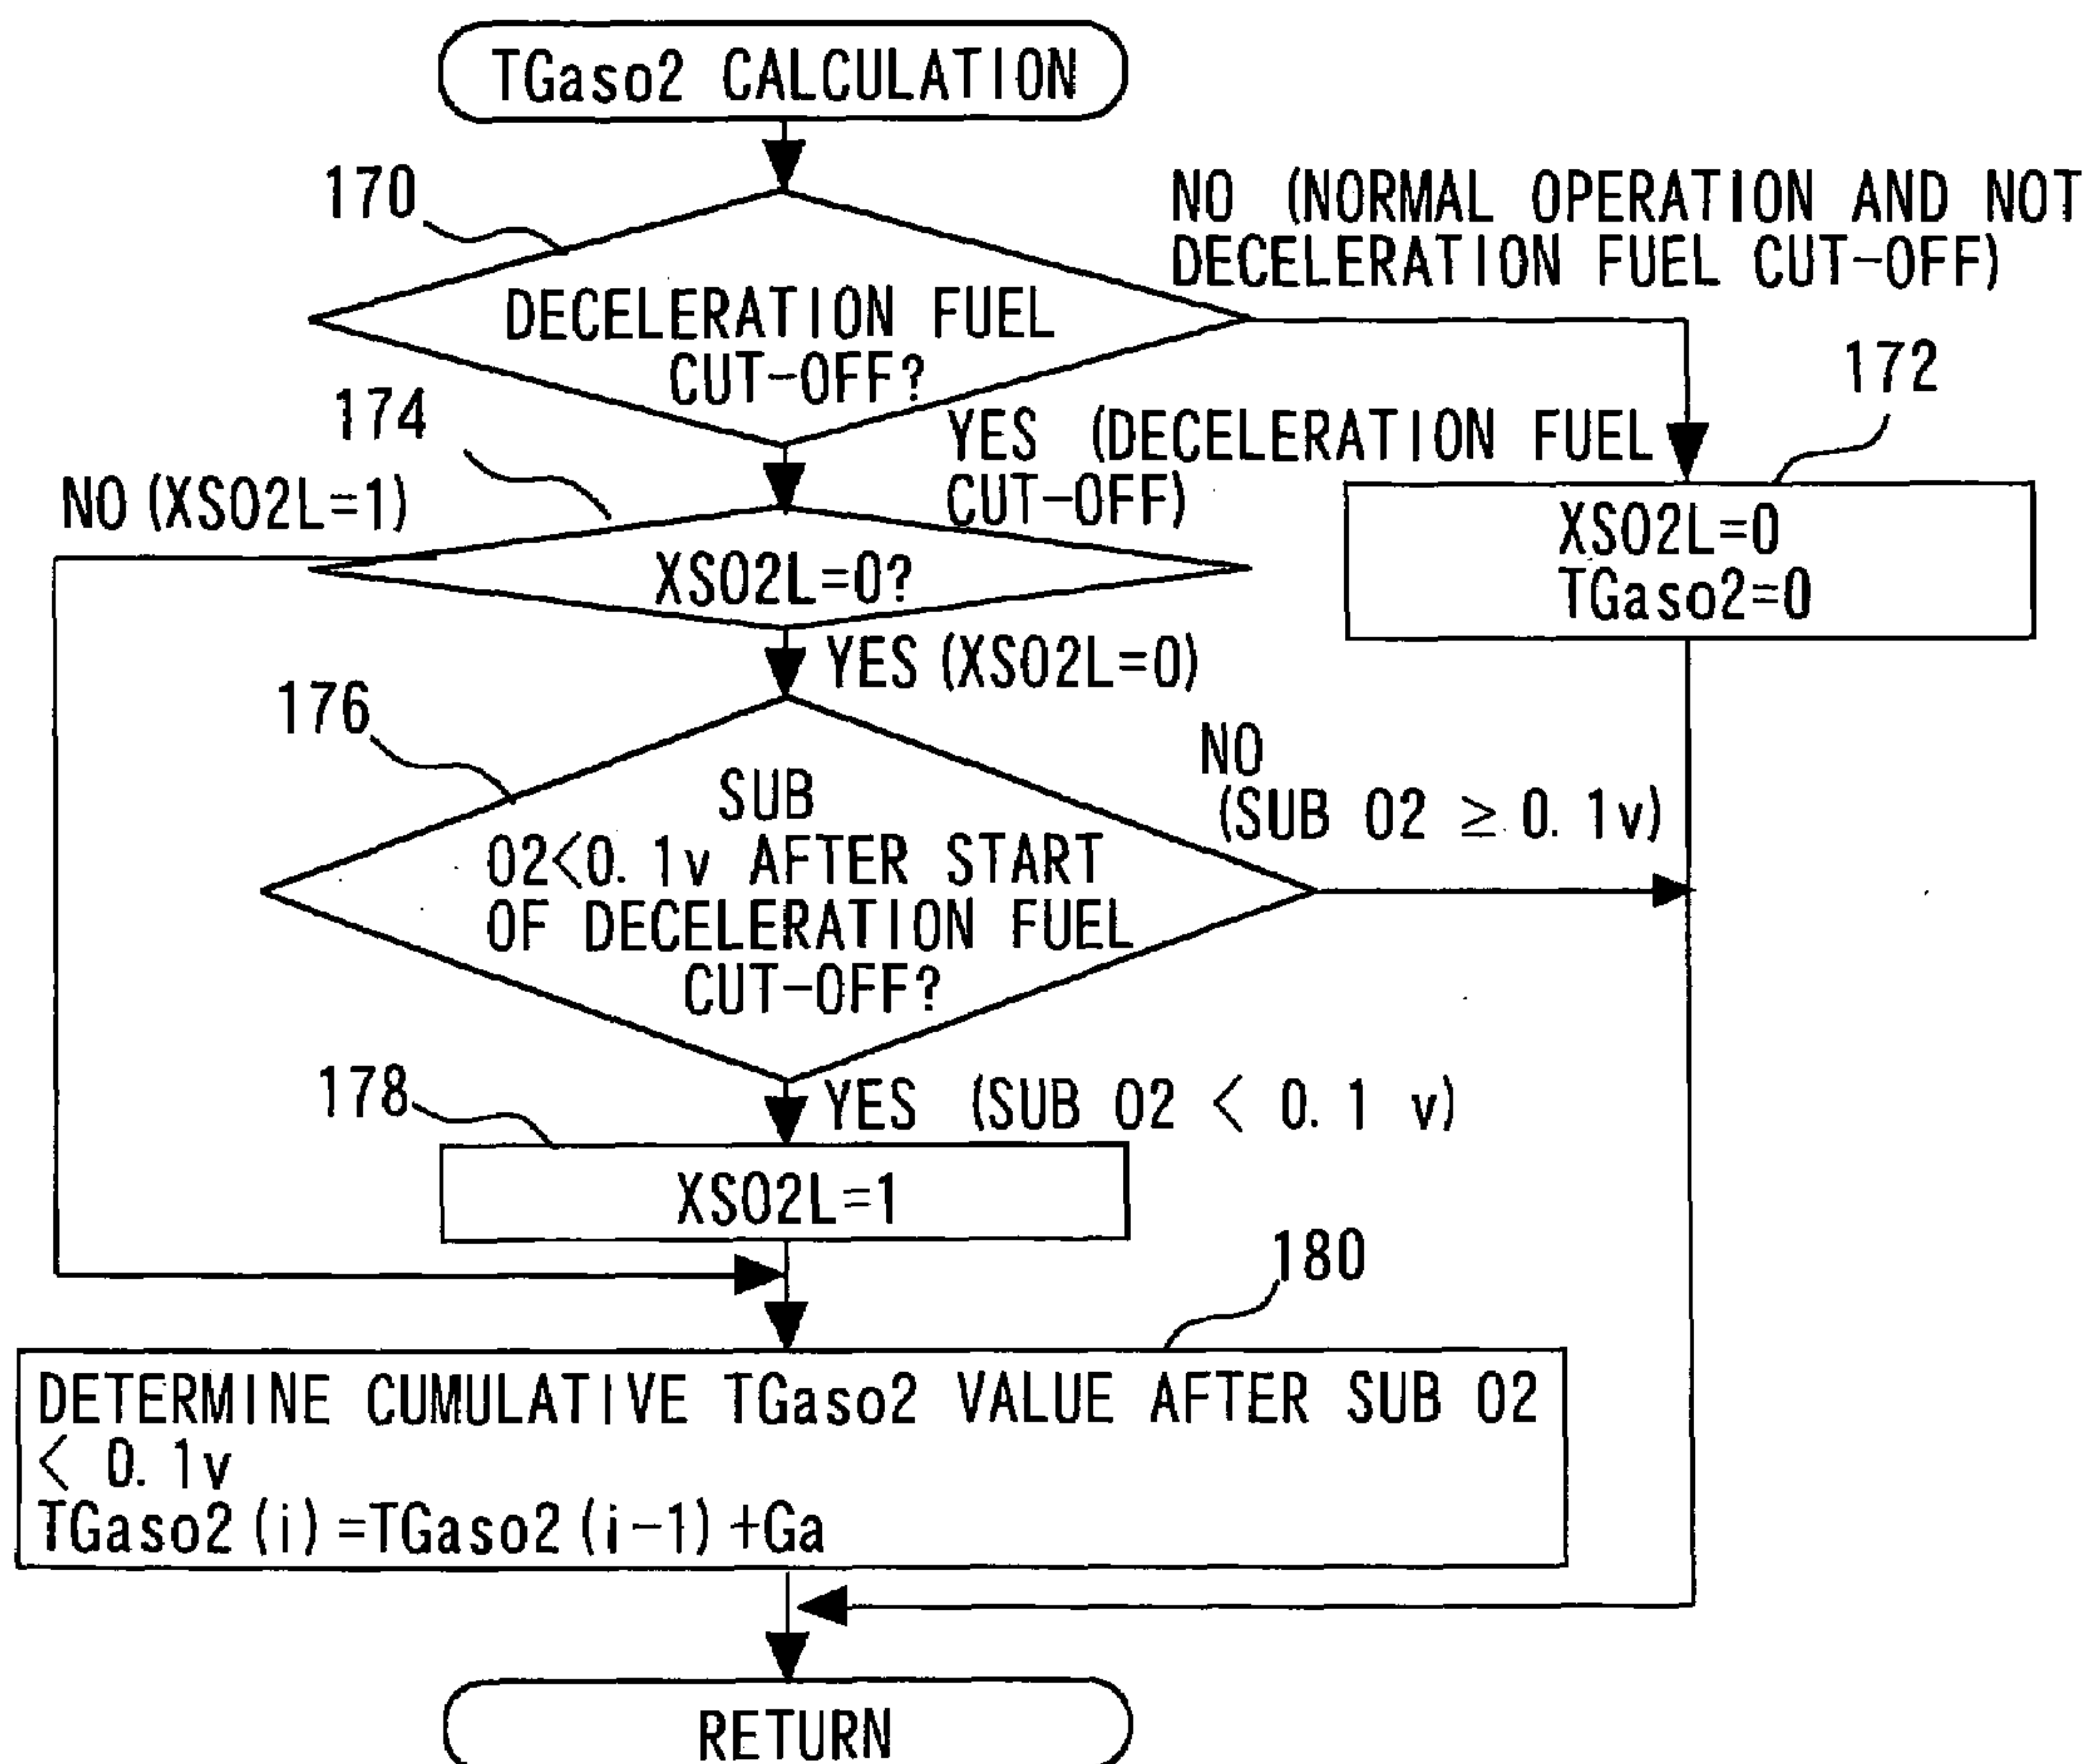 TGaso2 CALCULATION
170
NO (NORMAL OPERATION AND NOT
DECELERATION FUEL CUT-OFF)
DECELERATION FUEL
CUT-OFF?
172
174
YES (DECELERATION FUEL
CUT-OFF)
NO (XSO2L=1)
XSO2L=0
TGaso2=0
XSO2L=0?
YES (XSO2L=0)
176
NO
(SUB O2 ≥ 0.1v)
SUB
O2<0.1v AFTER START
OF DECELERATION FUEL
CUT-OFF?
178
YES (SUB O2 < 0.1 v)
XSO2L=1
180
DETERMINE CUMULATIVE TGaso2 VALUE AFTER SUB O2
< 0.1v
TGaso2(i)=TGaso2(i-1)+Ga
RETURN